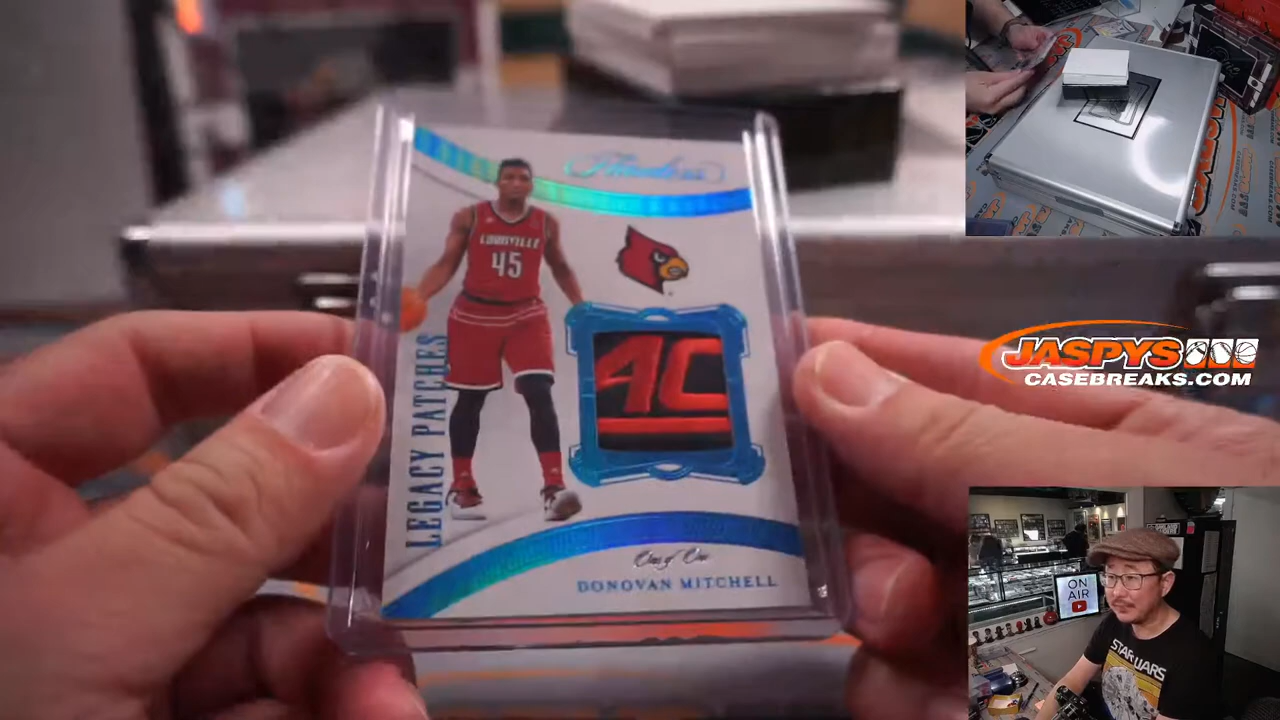 Flawless
LOUISVILLE
45
LEGACY PATCHES
AC
One of One
DONOVAN MITCHELL
JASPYS
CASEBREAKS.COM
ON
AIR
STAR WARS